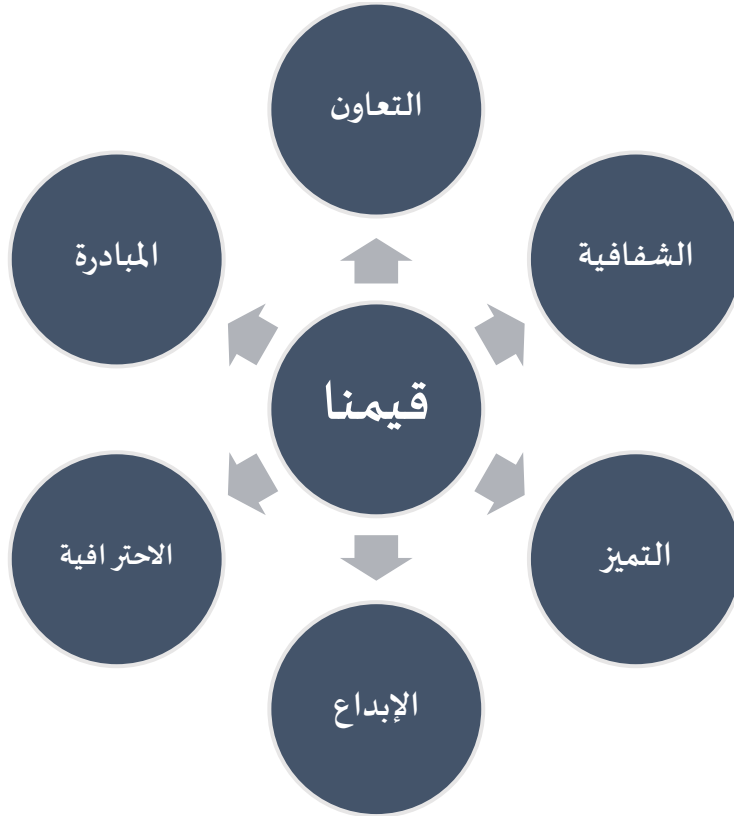 التعاون
الشفافية
المبادرة
قيمنا
التميز
الاحترافية
الإبداع